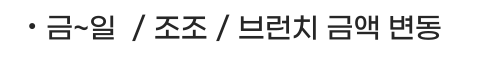 · 금~일 / 조조 / 브런치 금액 변동